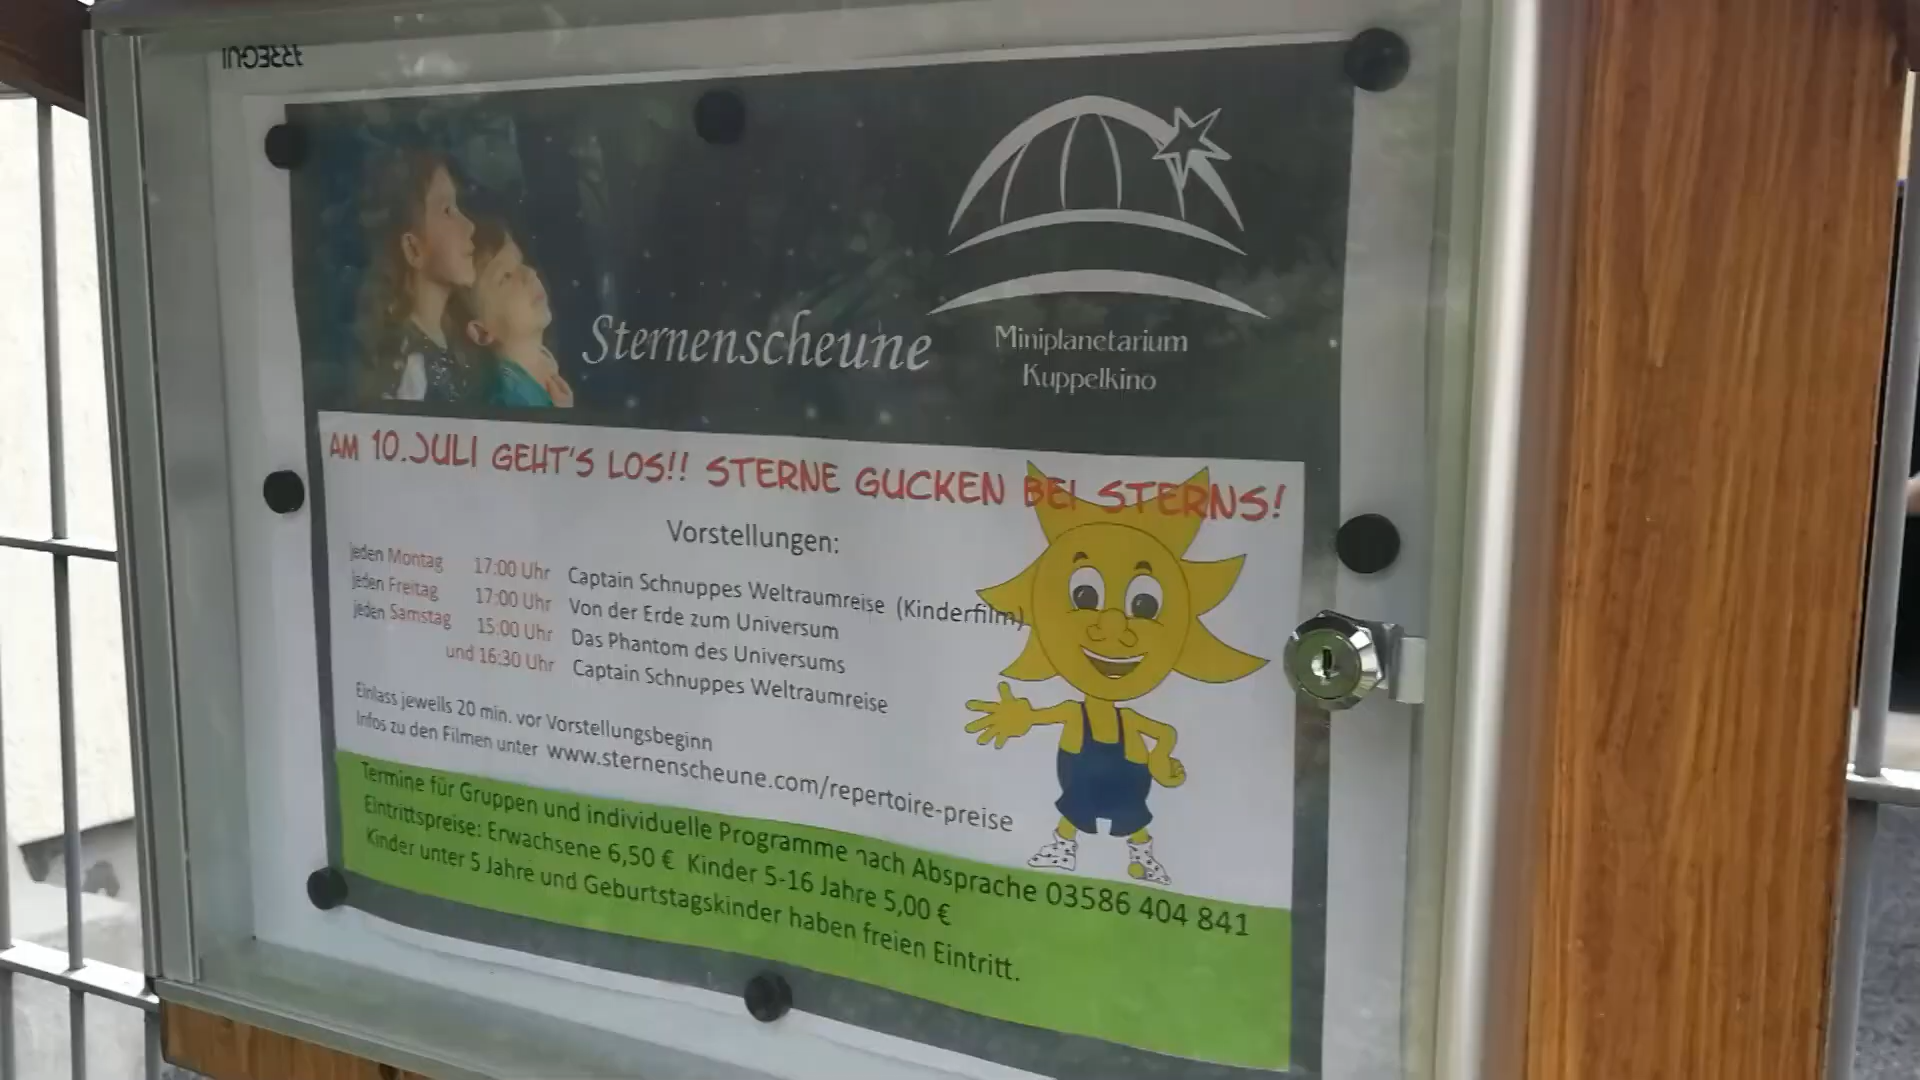 Sternenscheune
Miniplanetarium
Kuppelkino
AM 10.JULI GEHT'S LOS!! STERNE GUCKEN BEI STERNS!
Vorstellungen:
jeden Montag 17:00 Uhr Captain Schnuppes Weltraumreise (Kinderfilm)
jeden Freitag 17:00 Uhr Von der Erde zum Universum
jeden Samstag 15:00 Uhr Das Phantom des Universums
und 16:30 Uhr Captain Schnuppes Weltraumreise
Einlass jeweils 20 min. vor Vorstellungsbeginn
Infos zu den Filmen unter www.sternenscheune.com/repertoire-preise
Termine für Gruppen und individuelle Programme nach Absprache 03586 404 841
Eintrittspreise: Erwachsene 6,50 € Kinder 5-16 Jahre 5,00 €
Kinder unter 5 Jahre und Geburtstagskinder haben freien Eintritt.